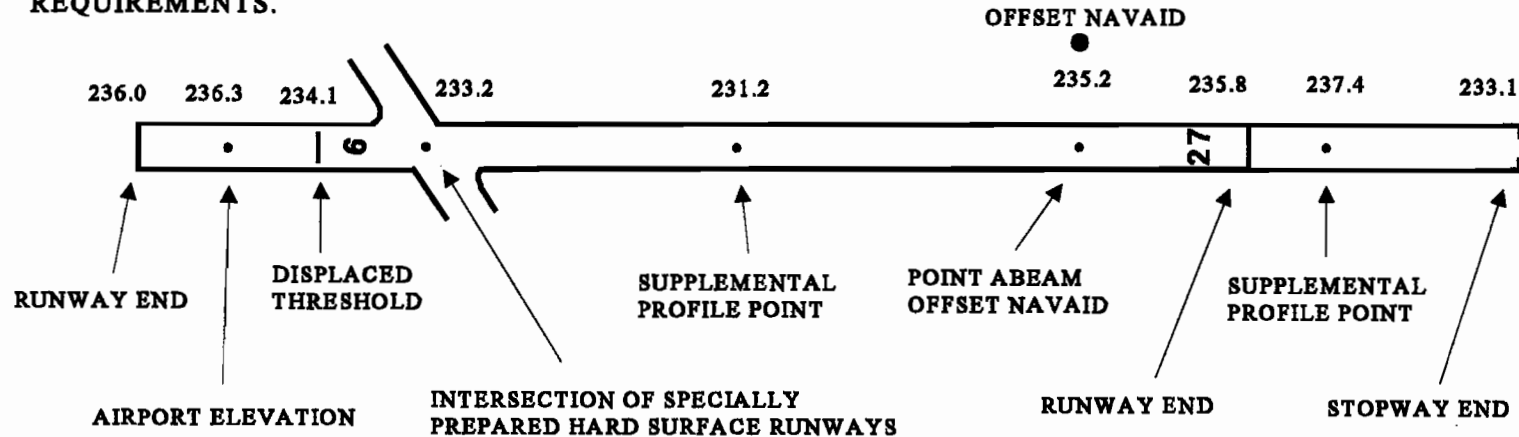 REQUIREMENTS.
OFFSET NAVAID
236.0 236.3 234.1 233.2 231.2 235.2 235.8 237.4 233.1
6 27
RUNWAY END
AIRPORT ELEVATION
DISPLACED
THRESHOLD
INTERSECTION OF SPECIALLY
PREPARED HARD SURFACE RUNWAYS
SUPPLEMENTAL
PROFILE POINT
POINT ABEAM
OFFSET NAVAID
RUNWAY END
SUPPLEMENTAL
PROFILE POINT
STOPWAY END